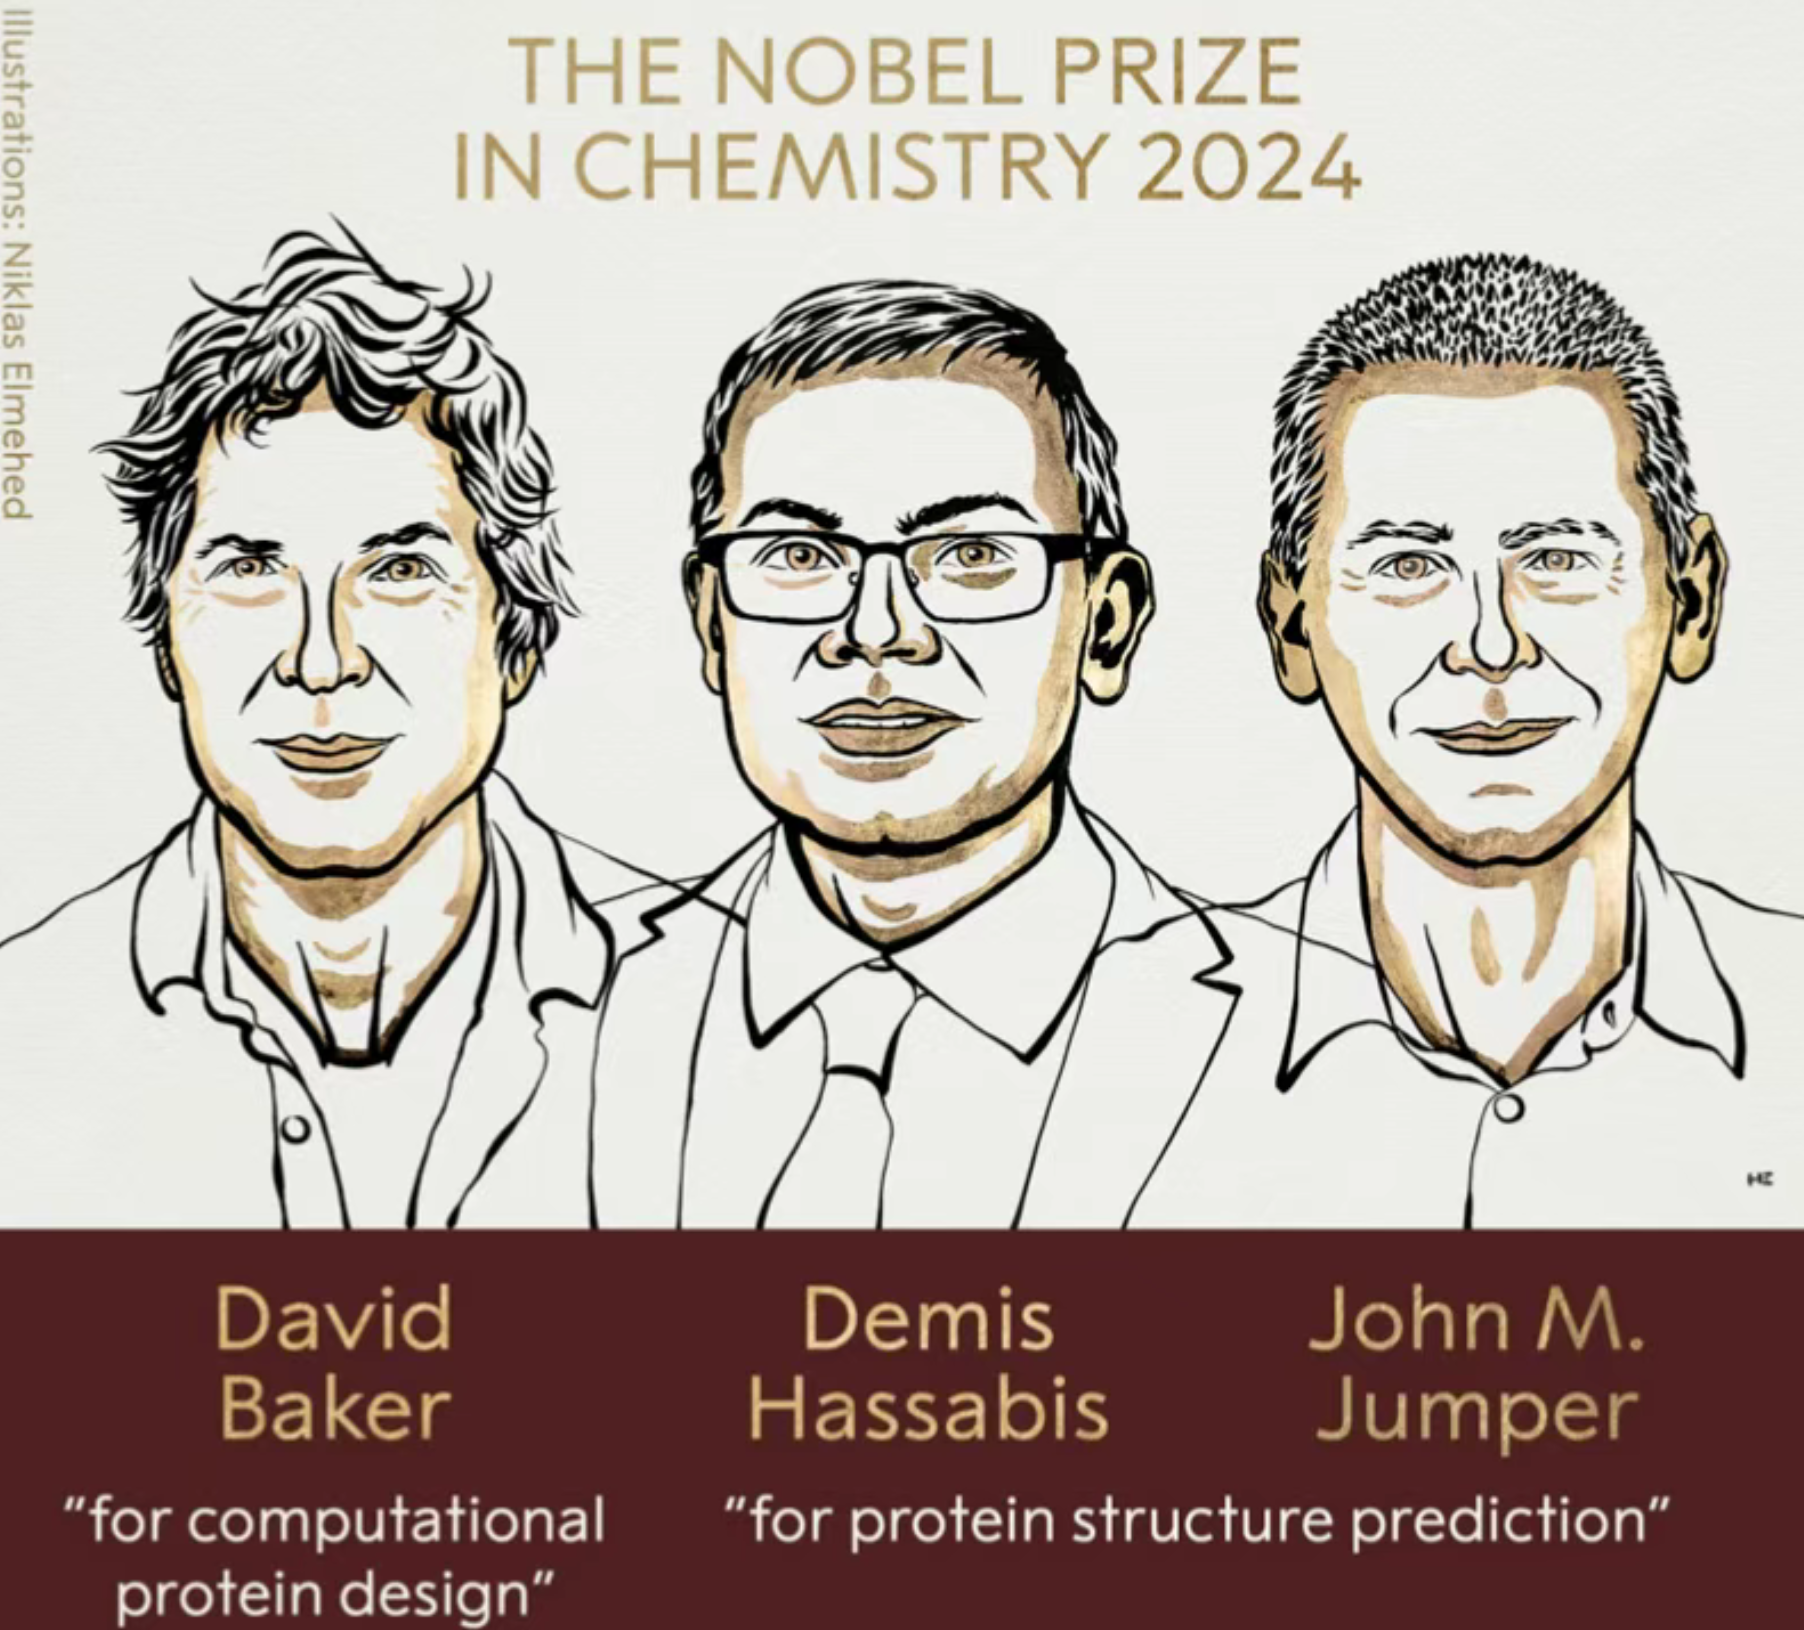 THE NOBEL PRIZE
IN CHEMISTRY 2024
Illustrations: Niklas Elmehed
David
Baker
"for computational
protein design"
Demis
Hassabis
John M.
Jumper
"for protein structure prediction"